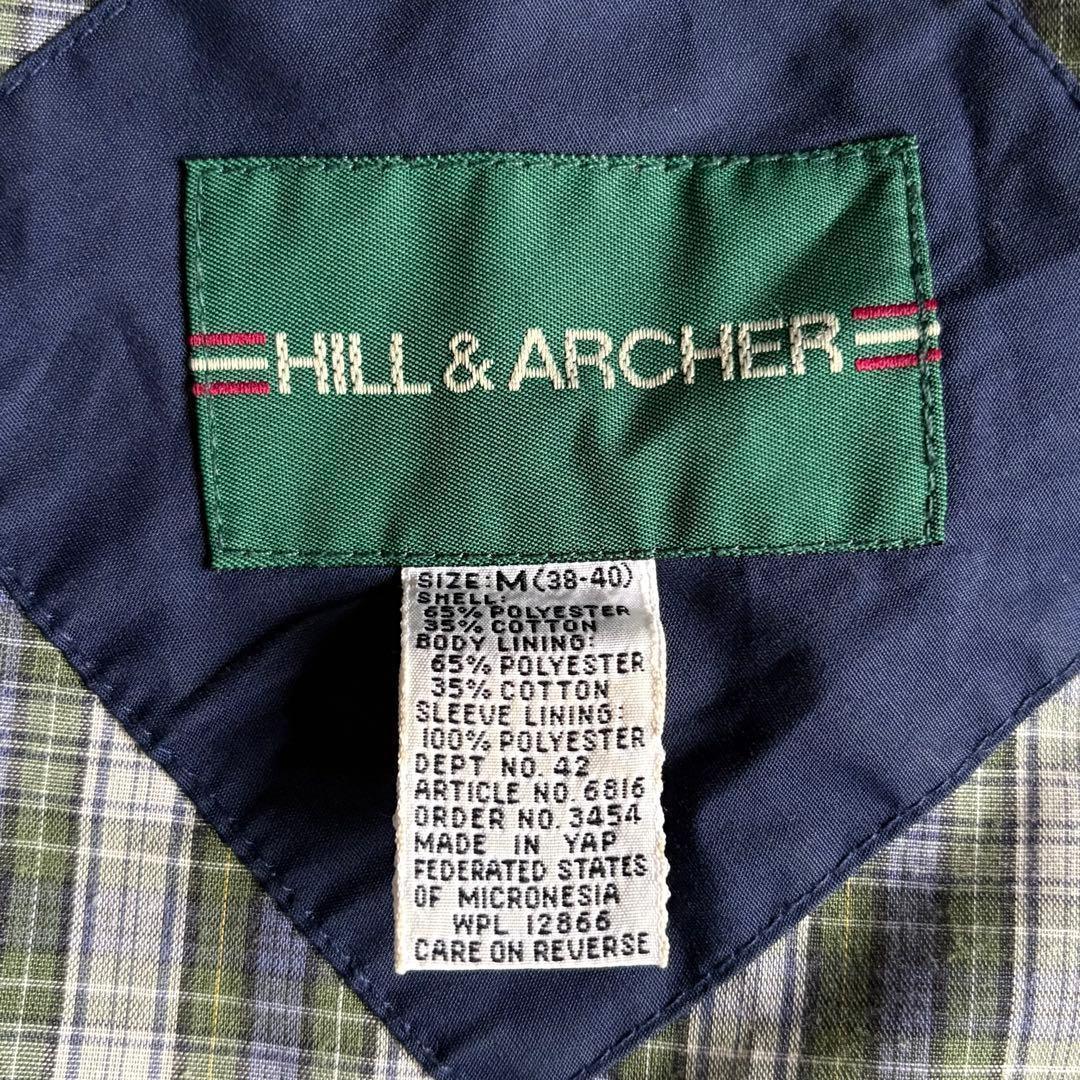 HILL & ARCHER
SIZE: M (38-40)
SHELL:
65% POLYESTER
35% COTTON
BODY LINING:
65% POLYESTER
35% COTTON
SLEEVE LINING:
100% POLYESTER
DEPT NO. 42
ARTICLE NO. 6816
ORDER NO. 3454
MADE IN YAP
FEDERATED STATES
OF MICRONESIA
WPL 12866
CARE ON REVERSE